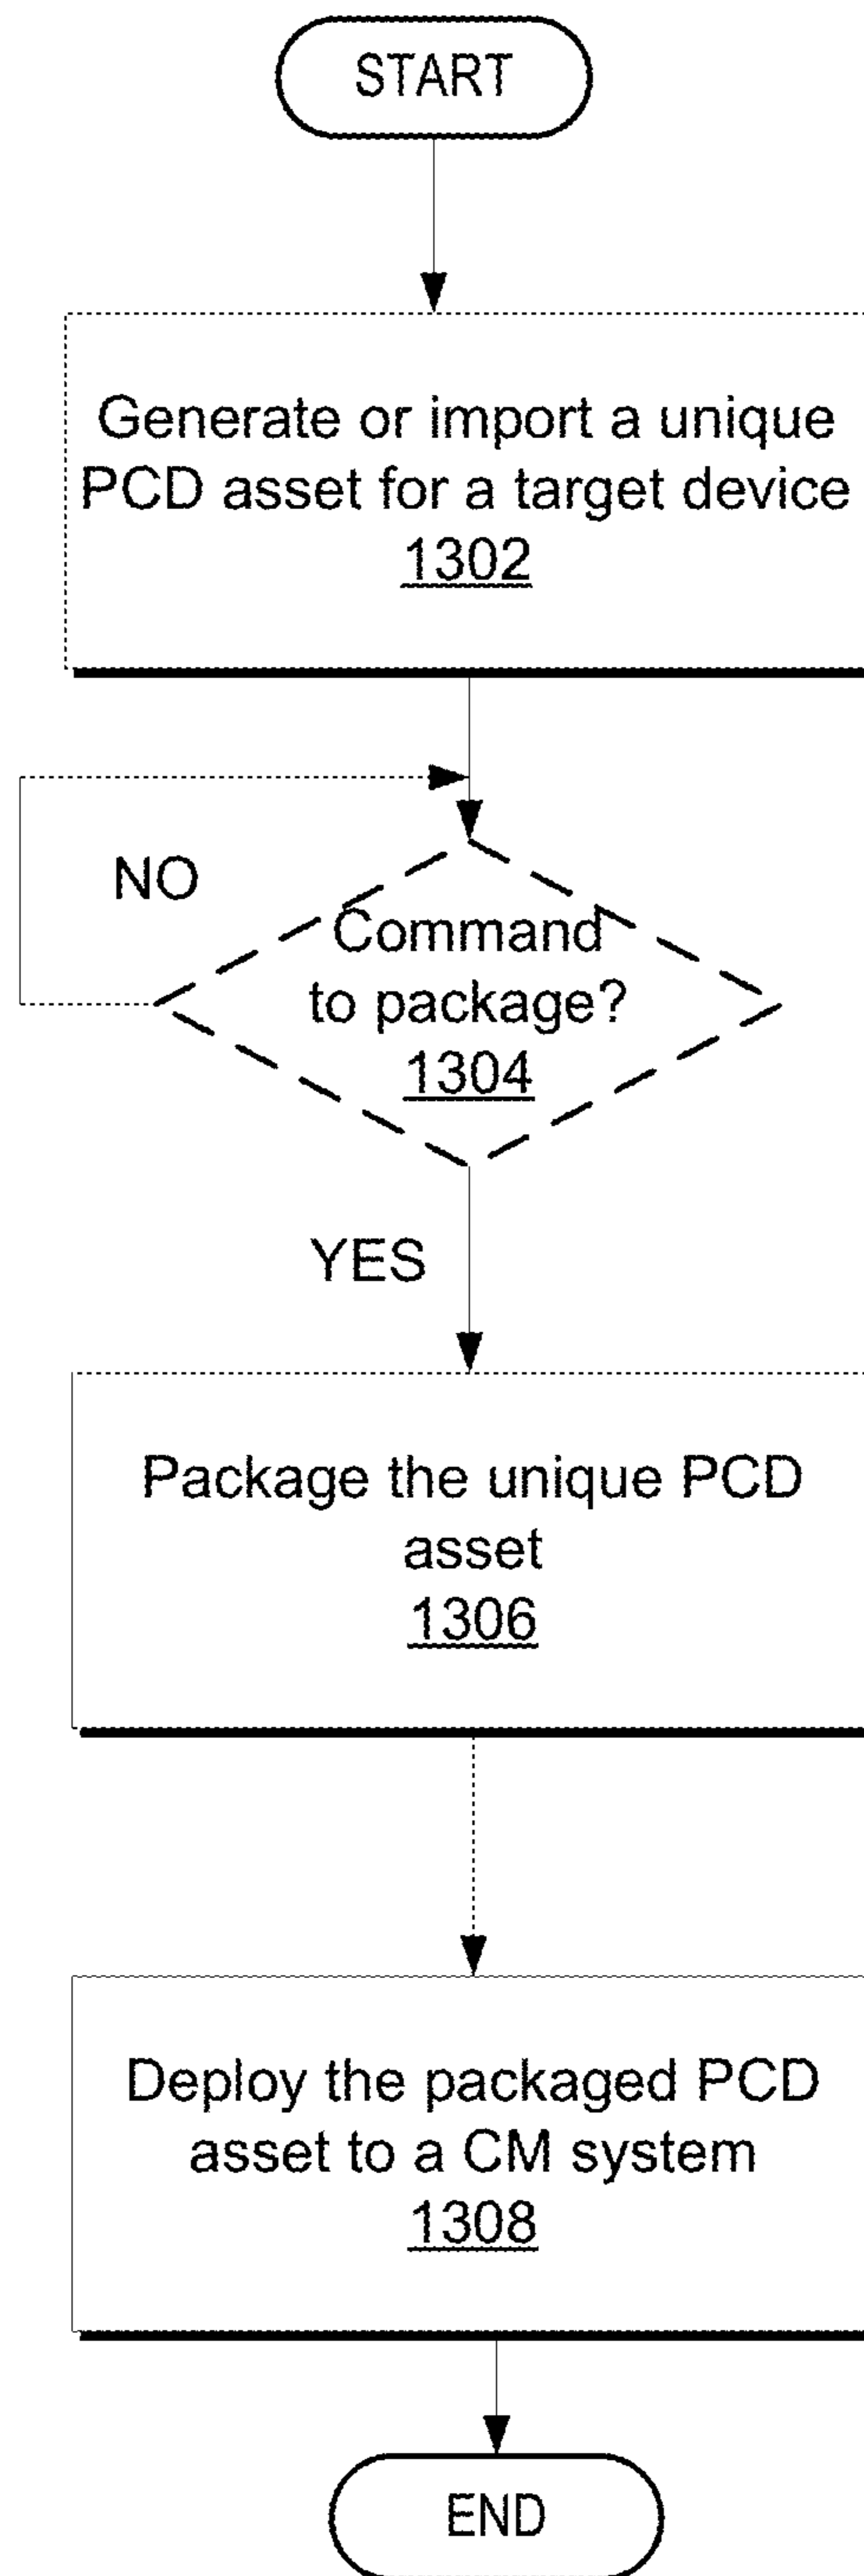 START
Generate or import a unique
PCD asset for a target device
1302
NO
Command
to package?
1304
YES
Package the unique PCD
asset
1306
Deploy the packaged PCD
asset to a CM system
1308
END